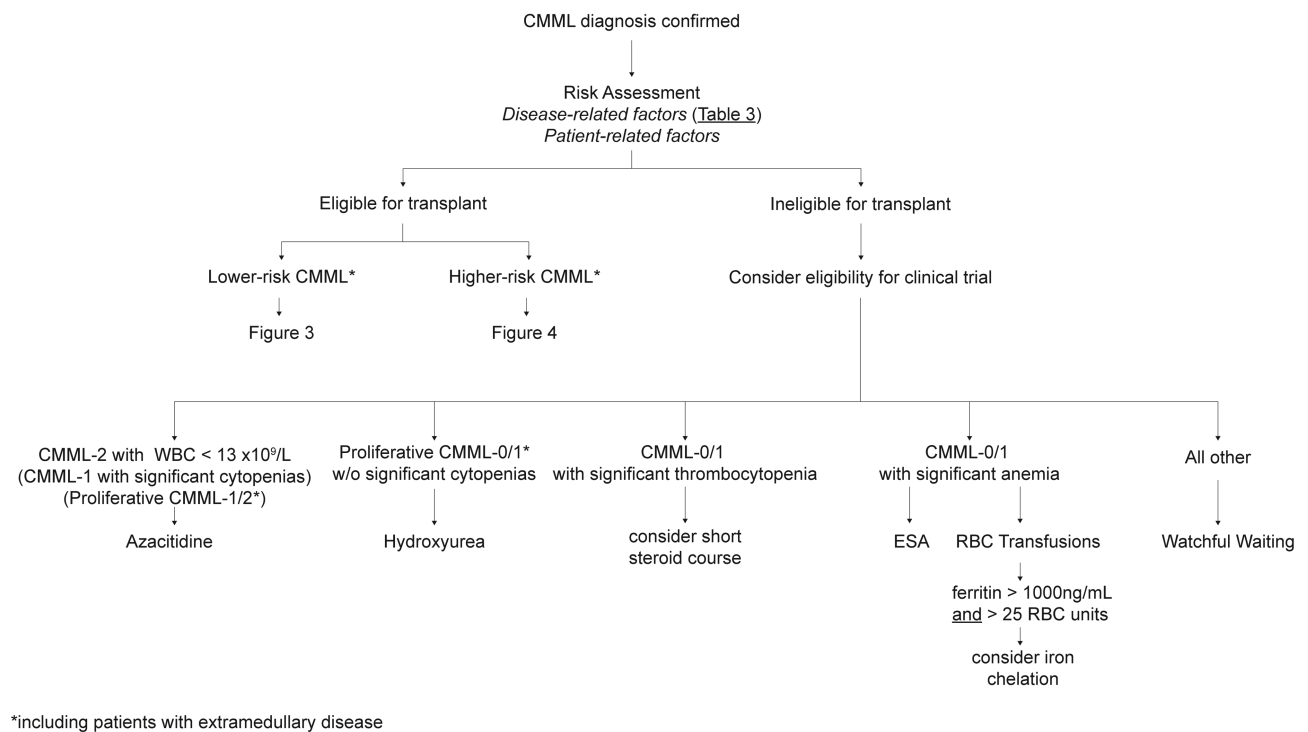 CMML diagnosis confirmed
Risk Assessment
Disease-related factors (Table 3)
Patient-related factors
Eligible for transplant
Ineligible for transplant
Lower-risk CMML*
Higher-risk CMML*
Consider eligibility for clinical trial
Figure 3
Figure 4
CMML-2 with WBC < 13 x10⁹/L
(CMML-1 with significant cytopenias)
(Proliferative CMML-1/2*)
Azacitidine
Proliferative CMML-0/1*
w/o significant cytopenias
Hydroxyurea
CMML-0/1
with significant thrombocytopenia
consider short
steroid course
CMML-0/1
with significant anemia
ESA
RBC Transfusions
ferritin > 1000ng/mL
and > 25 RBC units
consider iron
chelation
All other
Watchful Waiting
*including patients with extramedullary disease